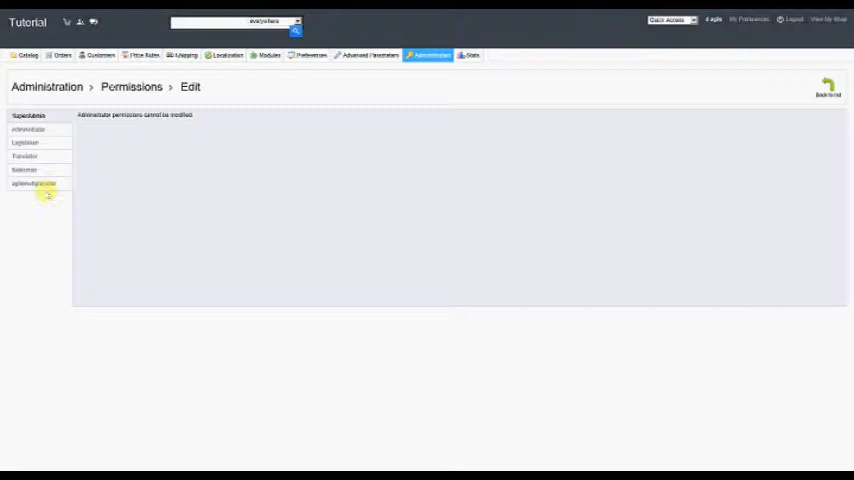 Tutorial
everywhere
Quick Access
My Preferences
Logout
View My Shop
Catalog
Orders
Customers
Price Rules
Shipping
Localization
Modules
Preferences
Advanced Parameters
Administration
Stats
Administration > Permissions > Edit
Back to list
SuperAdmin
Administrator permissions cannot be modified.
Administrator
Logistician
Translator
Salesman